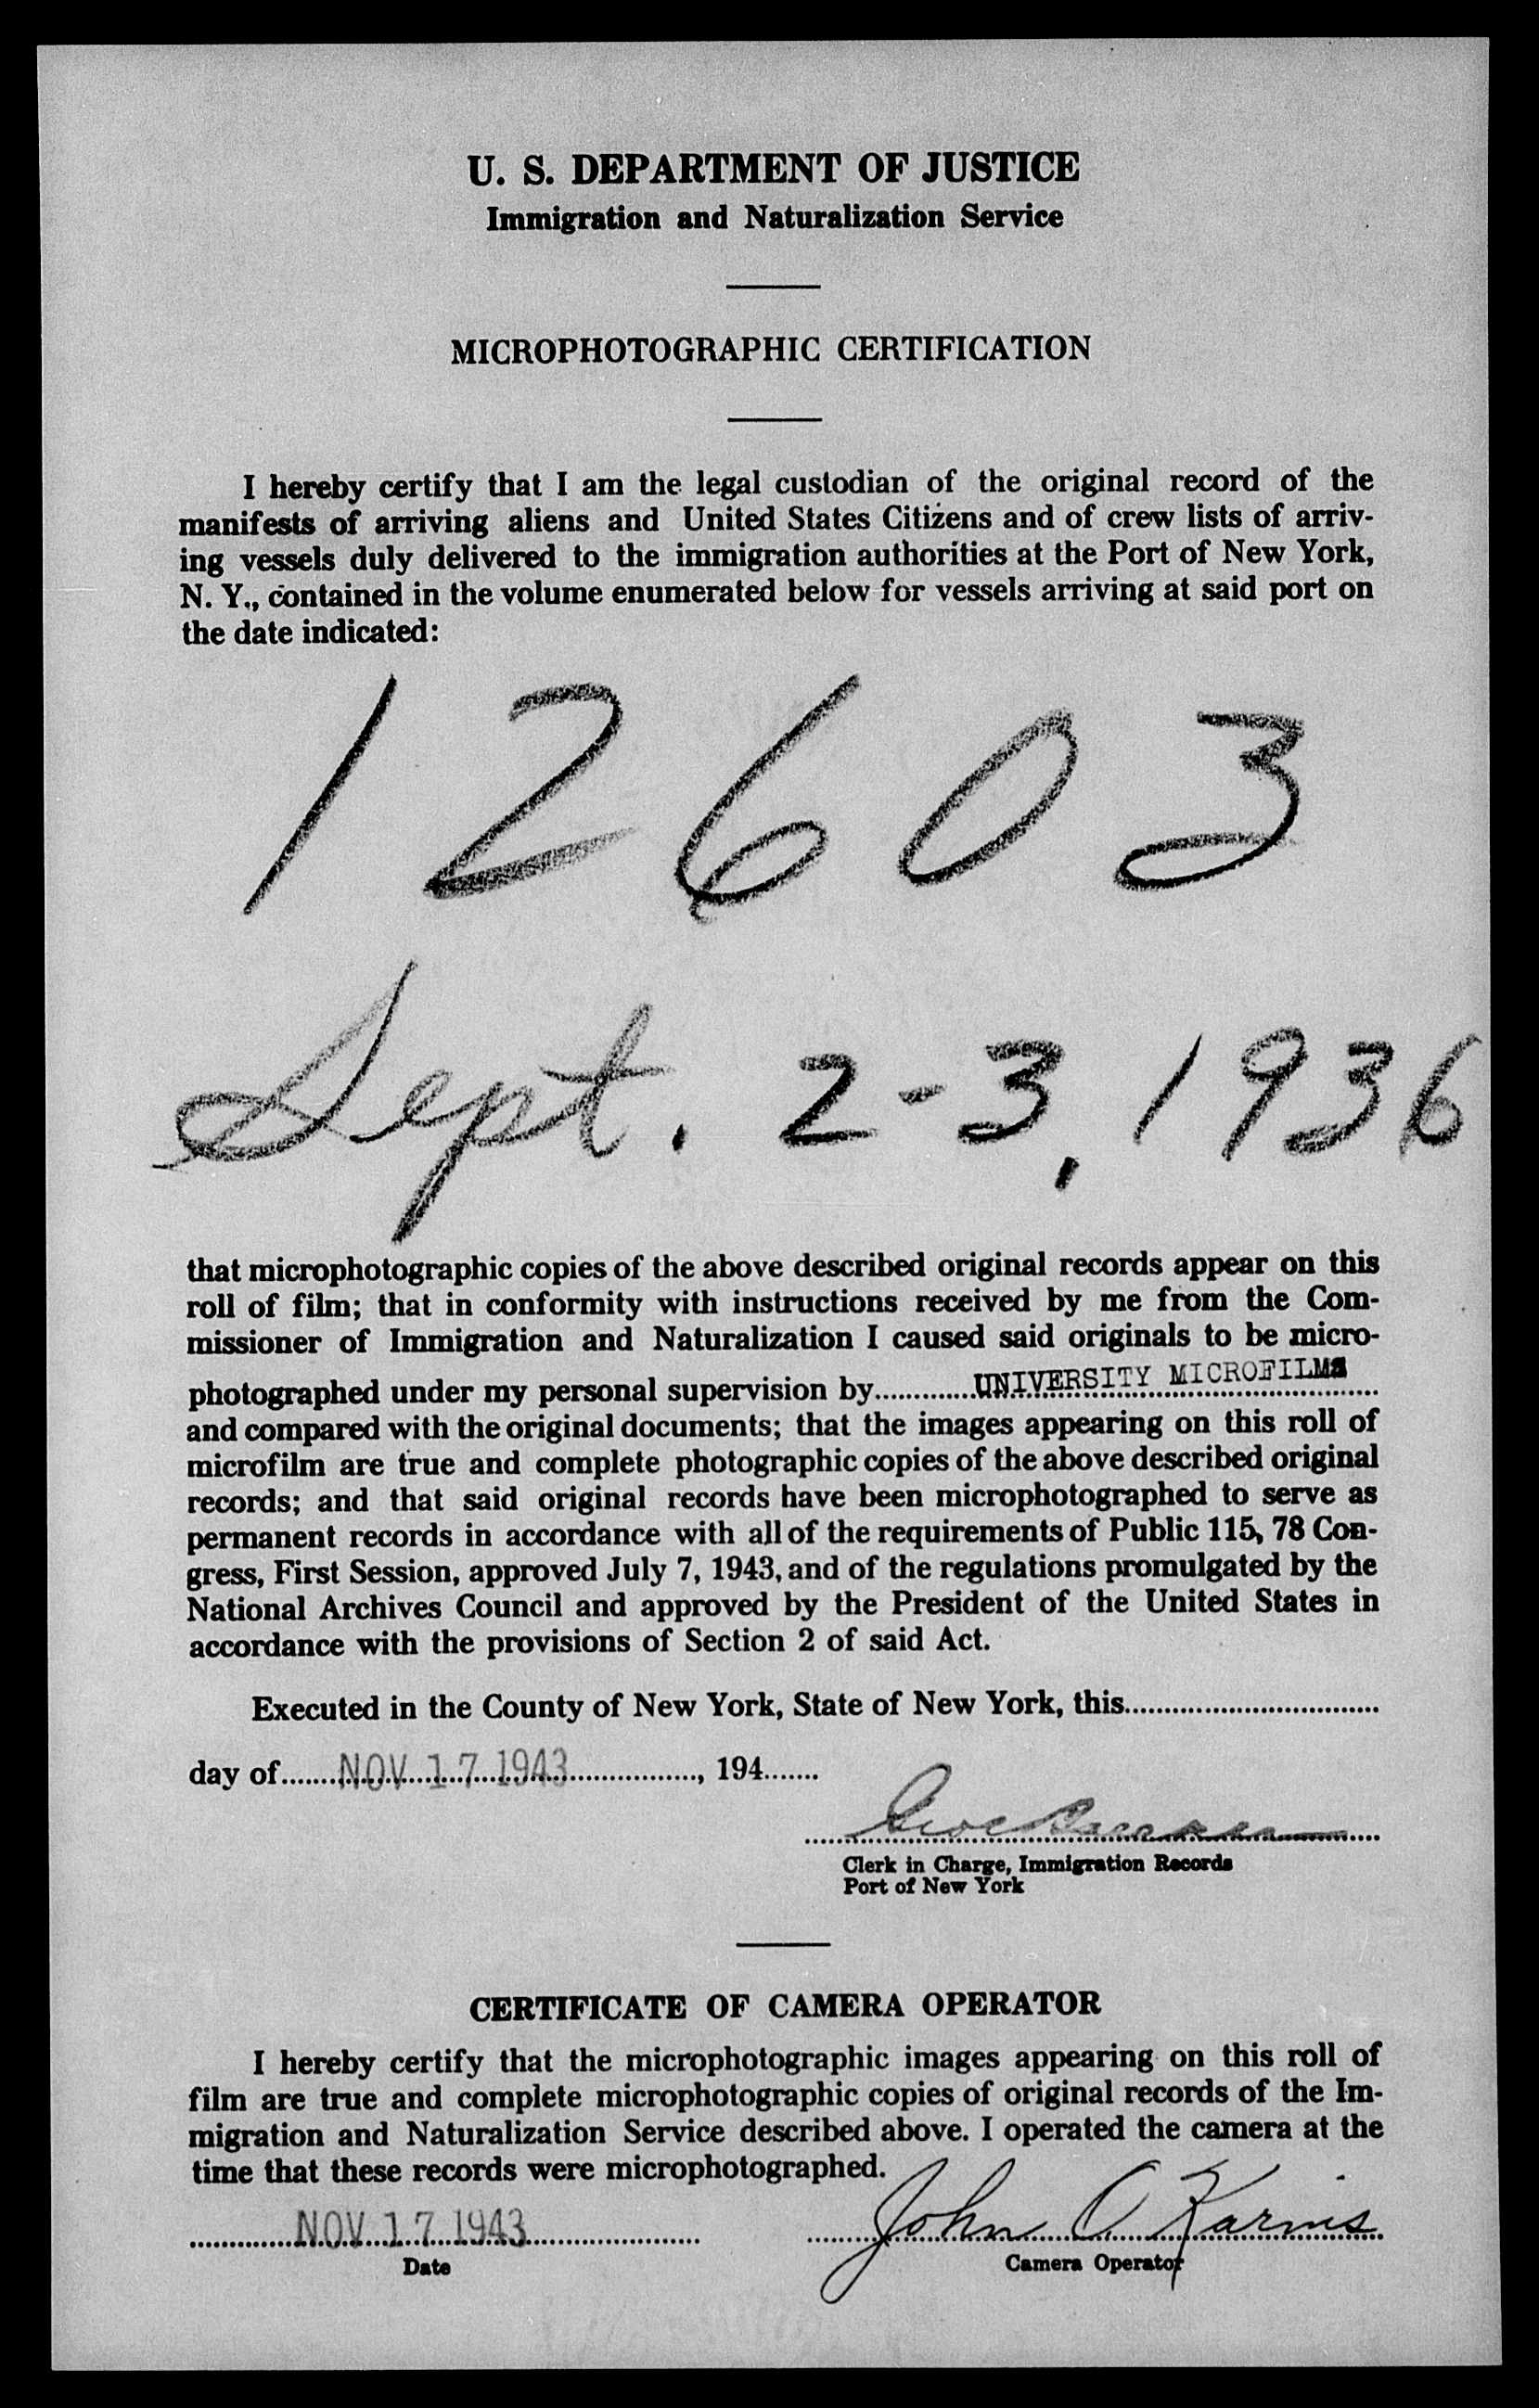 U. S. DEPARTMENT OF JUSTICE
Immigration and Naturalization Service
MICROPHOTOGRAPHIC CERTIFICATION
I hereby certify that I am the legal custodian of the original record of the
manifests of arriving aliens and United States Citizens and of crew lists of arriv-
ing vessels duly delivered to the immigration authorities at the Port of New York,
N. Y., contained in the volume enumerated below for vessels arriving at said port on
the date indicated:
12603
Sept. 2-3, 1936
that microphotographic copies of the above described original records appear on this
roll of film; that in conformity with instructions received by me from the Com-
missioner of Immigration and Naturalization I caused said originals to be micro-
photographed under my personal supervision by UNIVERSITY MICROFILMS
and compared with the original documents; that the images appearing on this roll of
microfilm are true and complete photographic copies of the above described original
records; and that said original records have been microphotographed to serve as
permanent records in accordance with all of the requirements of Public 115, 78 Con-
gress, First Session, approved July 7, 1943, and of the regulations promulgated by the
National Archives Council and approved by the President of the United States in
accordance with the provisions of Section 2 of said Act.
Executed in the County of New York, State of New York, this
day of NOV 17 1943, 194
Clerk in Charge, Immigration Records
Port of New York
CERTIFICATE OF CAMERA OPERATOR
I hereby certify that the microphotographic images appearing on this roll of
film are true and complete microphotographic copies of original records of the Im-
migration and Naturalization Service described above. I operated the camera at the
time that these records were microphotographed.
NOV 17 1943 John
Date Camera Operator